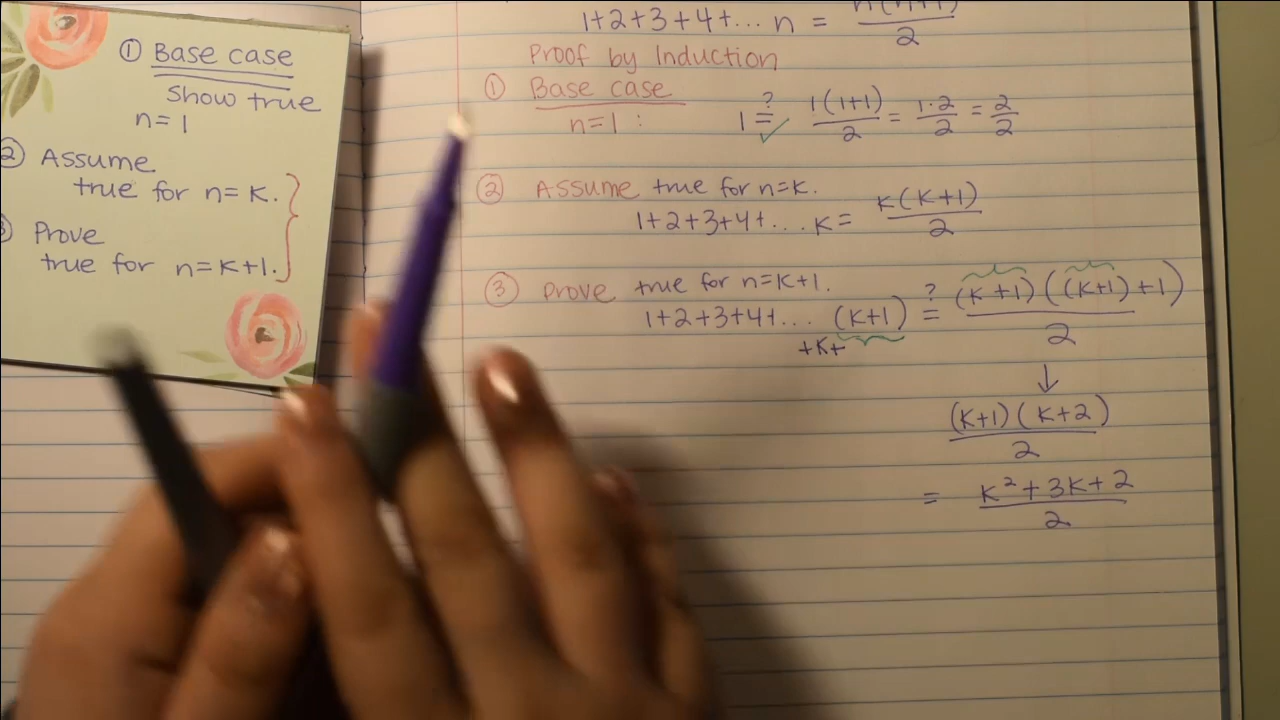 ① Base case
Show true
n=1
② Assume
true for n=K.
Prove
true for n=K+1.
1+2+3+4+... n = n(n+1)/2
Proof by Induction
① Base case
n=1 :
1 ?= 1(1+1)/2 = 1·2/2 = 2/2
② Assume true for n=K.
1+2+3+4+... K = K(K+1)/2
③ Prove true for n=K+1.
1+2+3+4+... (K+1) ?= (K+1)((K+1)+1)/2
+K+
↓
(K+1)(K+2)/2
= K²+3K+2/2